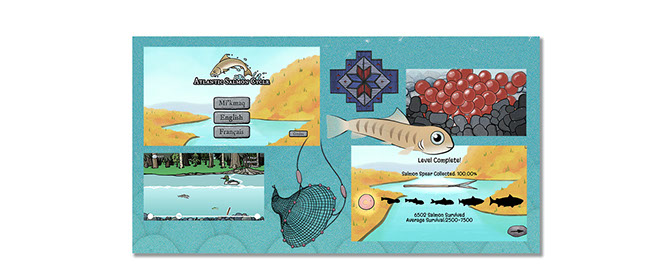 ATLANTIC SALMON CYCLE
Mi'kmaq
English
Français
Level Complete!
Salmon Spear Collected: 100.00%
6502 Salmon Survived
Average Survival:2500-7500